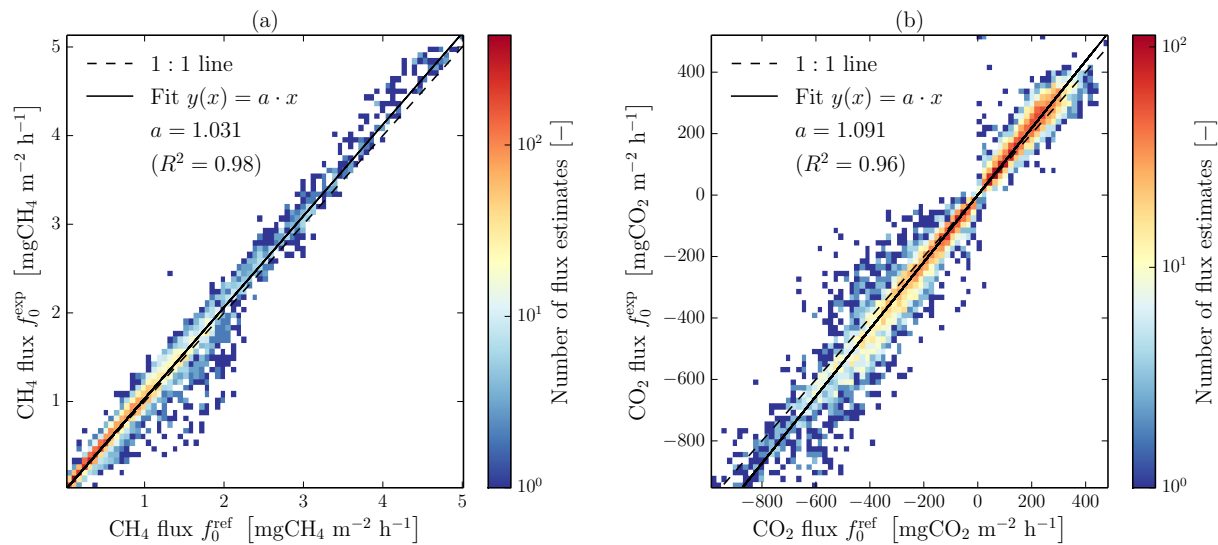 (a)
5
4
3
2
1
1
2
3
4
5
CH₄ flux f₀^exp [mgCH₄ m⁻² h⁻¹]
CH₄ flux f₀^ref [mgCH₄ m⁻² h⁻¹]
1 : 1 line
Fit y(x) = a · x
a = 1.031
(R² = 0.98)
10²
10¹
10⁰
Number of flux estimates [−]
(b)
400
200
0
−200
−400
−600
−800
−800
−600
−400
−200
0
200
400
CO₂ flux f₀^exp [mgCO₂ m⁻² h⁻¹]
CO₂ flux f₀^ref [mgCO₂ m⁻² h⁻¹]
1 : 1 line
Fit y(x) = a · x
a = 1.091
(R² = 0.96)
10²
10¹
10⁰
Number of flux estimates [−]